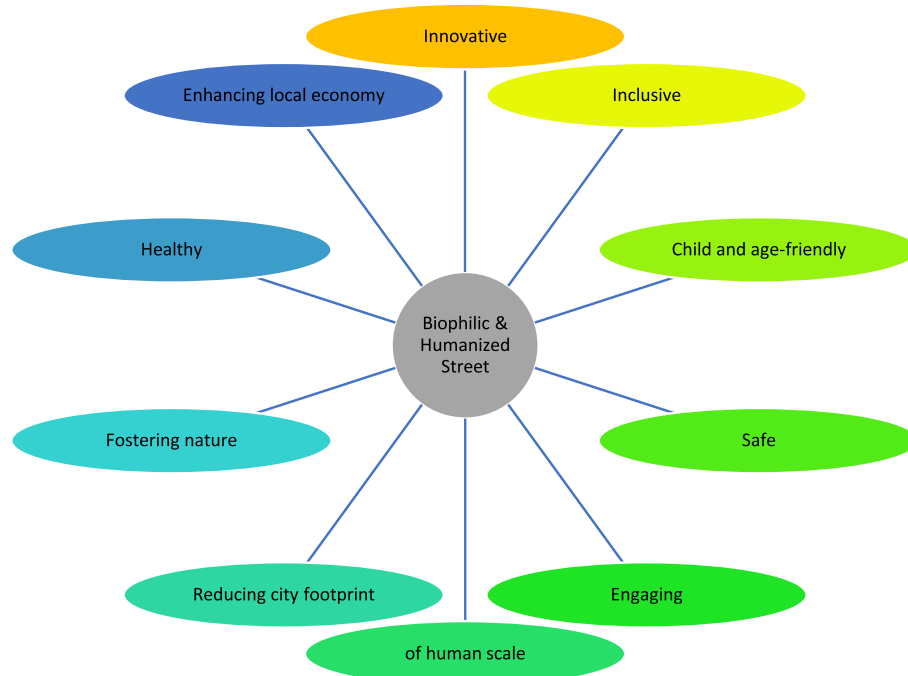 Innovative
Enhancing local economy
Inclusive
Healthy
Child and age-friendly
Biophilic &
Humanized
Street
Fostering nature
Safe
Reducing city footprint
Engaging
of human scale